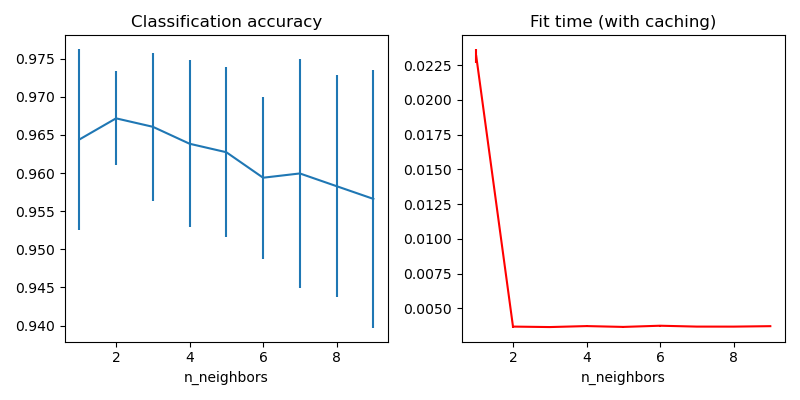 Classification accuracy
0.975
0.970
0.965
0.960
0.955
0.950
0.945
0.940
2 4 6 8
n_neighbors
Fit time (with caching)
0.0225
0.0200
0.0175
0.0150
0.0125
0.0100
0.0075
0.0050
2 4 6 8
n_neighbors